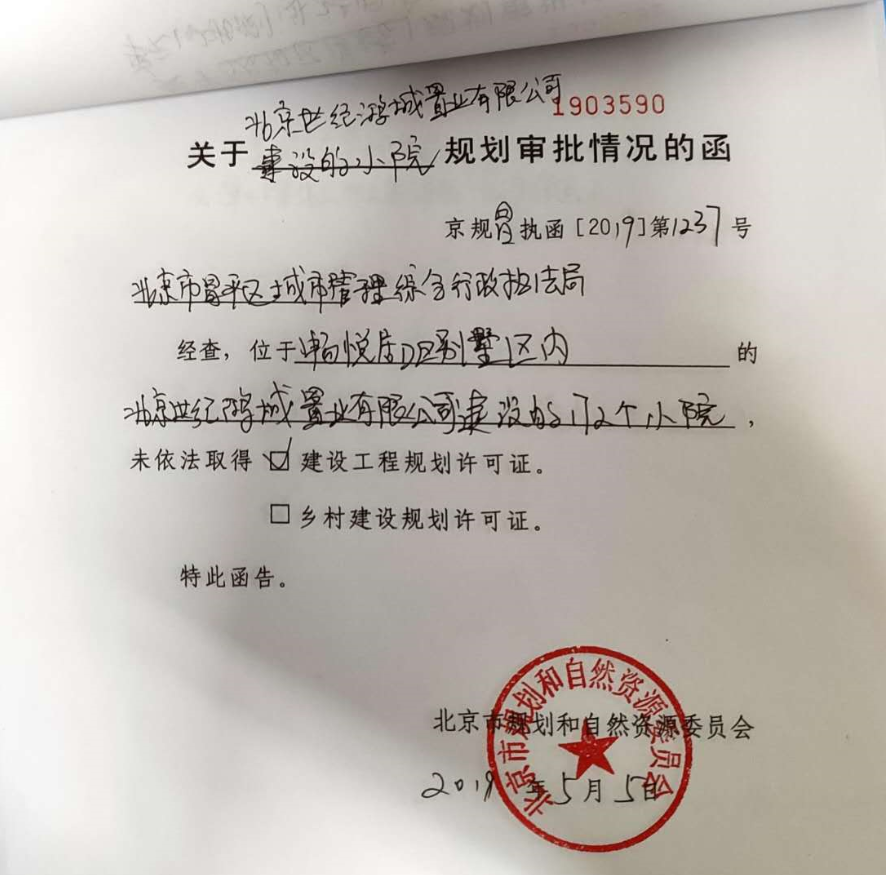 北京世纪鸿城置业有限公司
1903590
关于建设的小院规划审批情况的函
京规昌执函[2019]第1237号
北京市昌平区城市管理综合行政执法局
经查，位于畅悦居D区别墅区内的
北京世纪鸿城置业有限公司建设的172个小院，
未依法取得☑建设工程规划许可证。
☐乡村建设规划许可证。
特此函告。
北京市规划和自然资源委员会
2019年5月5日
北京市规划和自然资源委员会